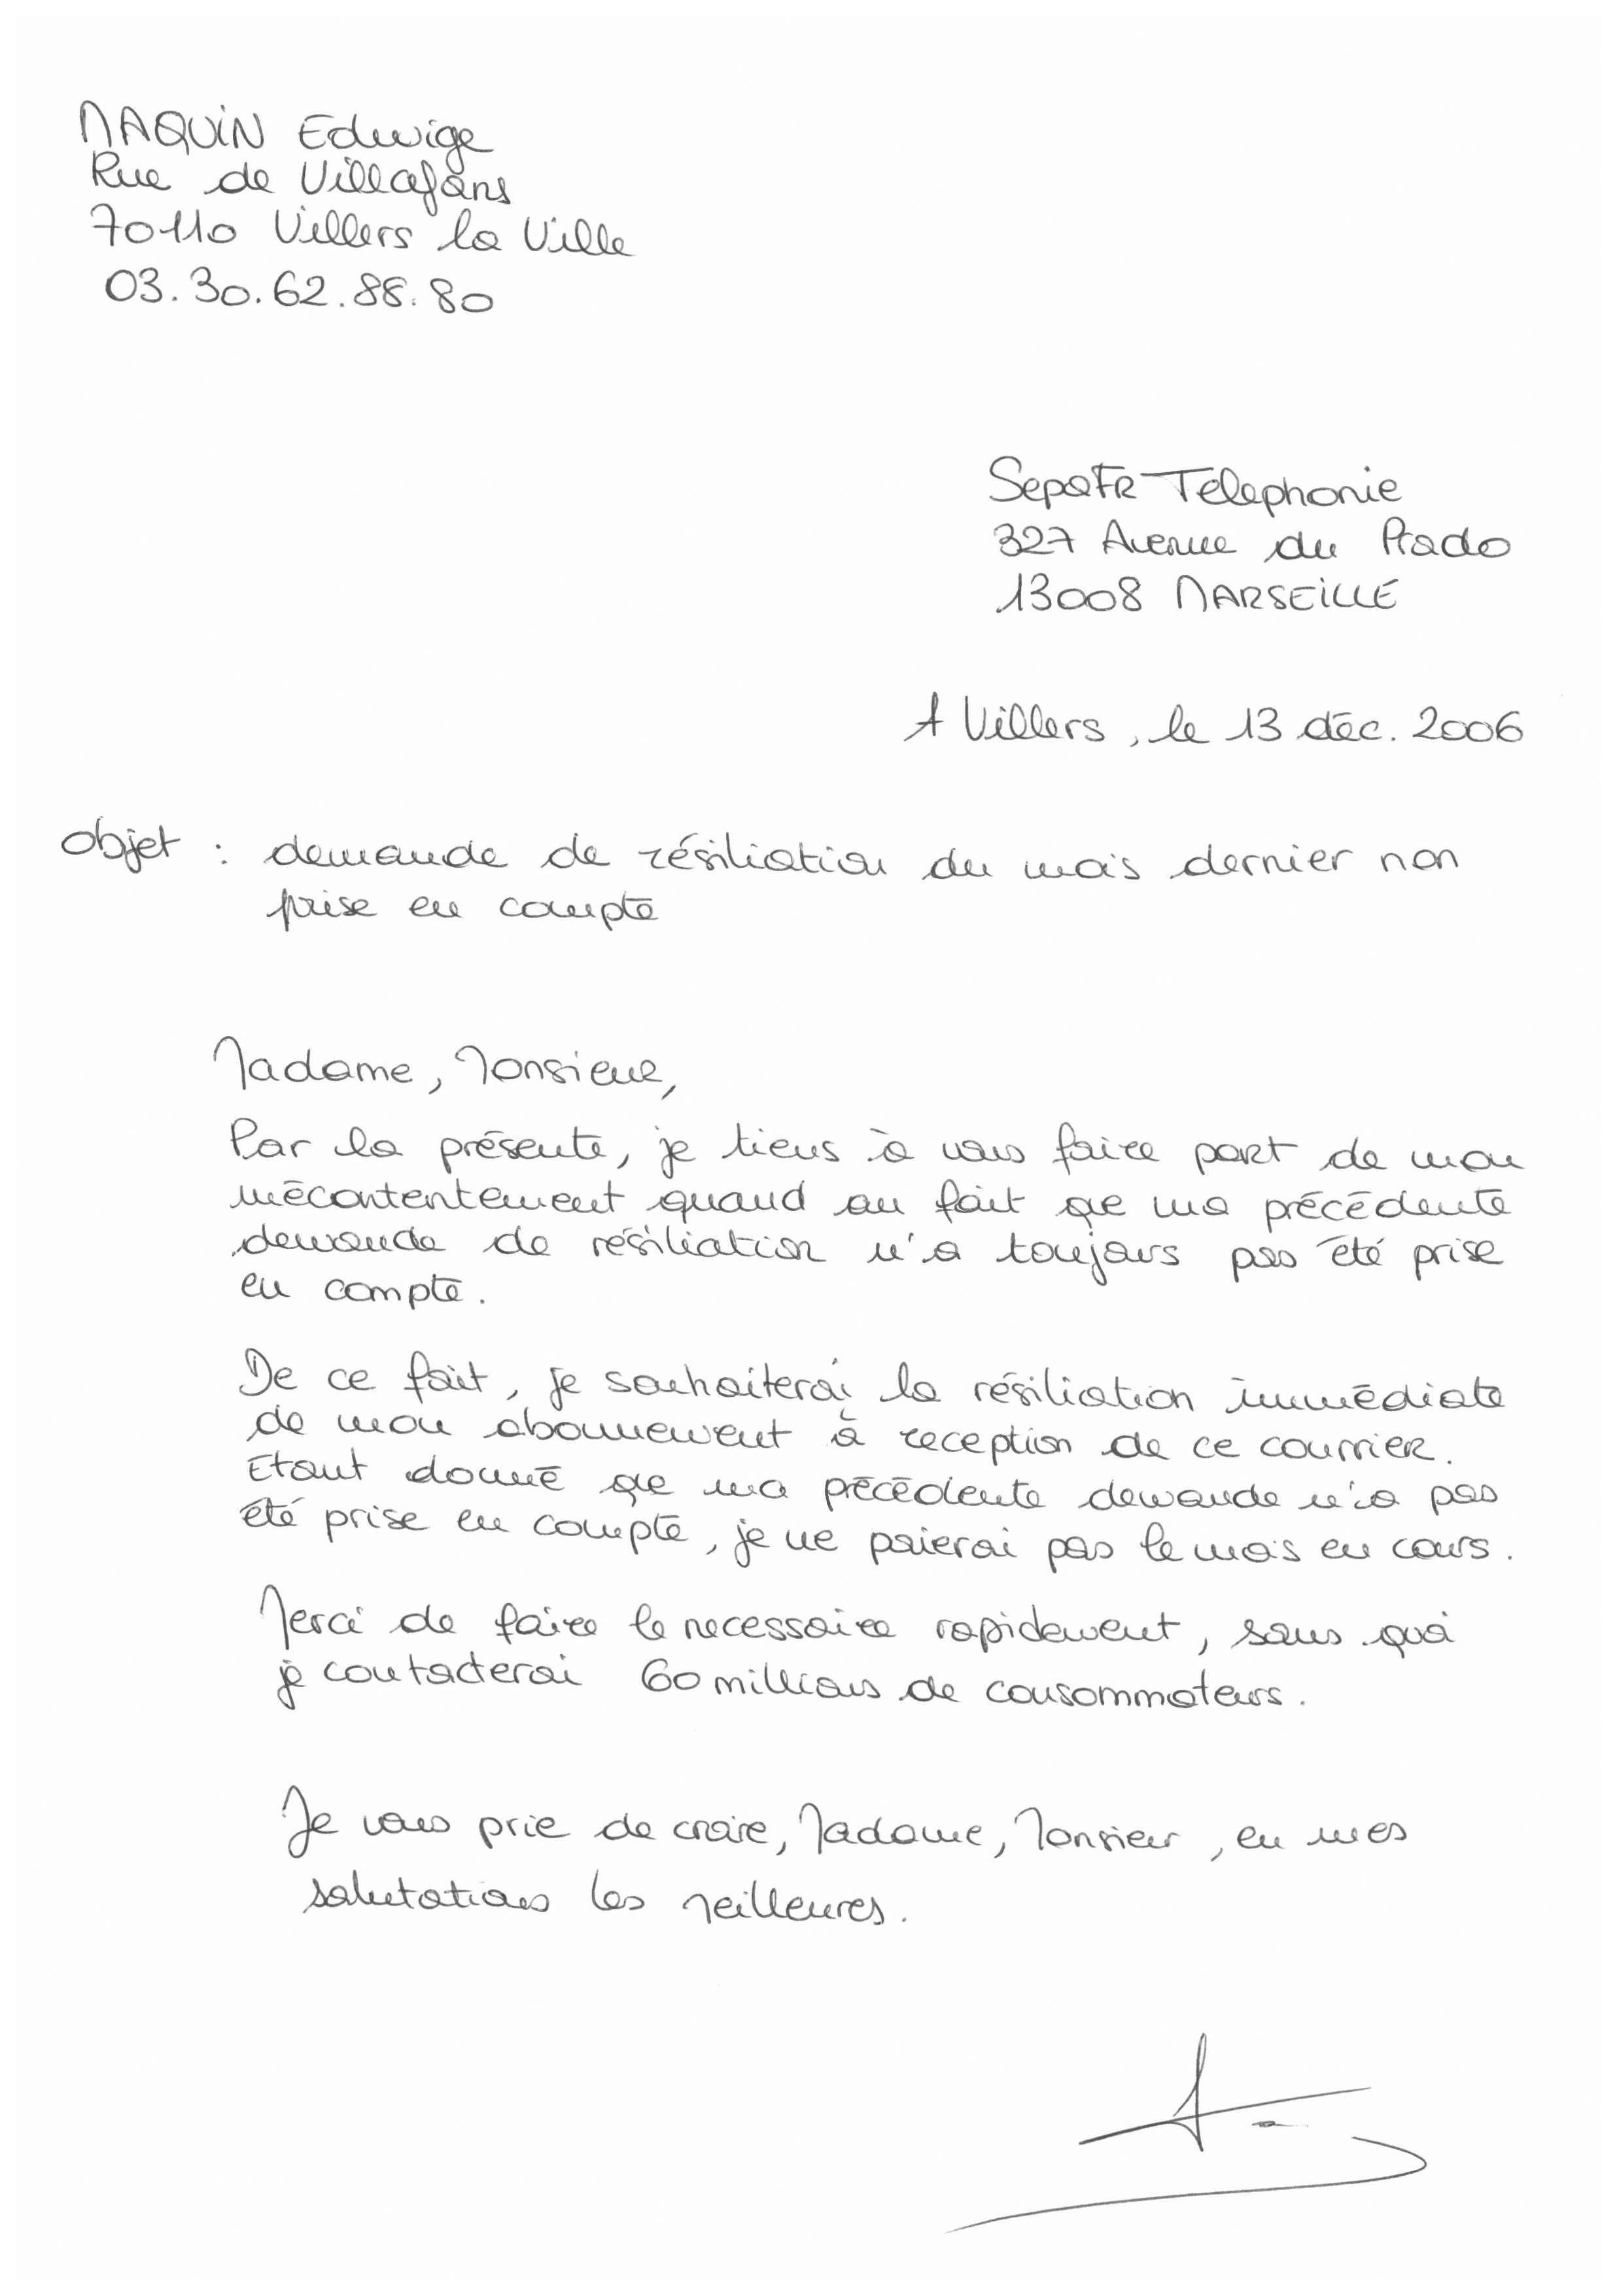 MAQUIN Edwige
Rue de Villafans
70110 Villers la Ville
03.30.62.88.80
SepaFR Telephonie
327 Avenue du Prado
13008 MARSEILLE
A Villers, le 13 déc. 2006
Objet : demande de résiliation du mois dernier non
prise en compte
Madame, Monsieur,
Par la présente, je tiens à vous faire part de mon
mécontentement quand au fait que ma précédente
demande de résiliation n'a toujours pas été prise
en compte.
De ce fait, je souhaiterai la résiliation immédiate
de mon abonnement à reception de ce courrier.
Etant donné que ma précédente demande n'a pas
été prise en compte, je ne paierai pas le mois en cours.
Merci de faire le necessaire rapidement, sans quoi
je contacterai 60 millions de consommateurs.
Je vous prie de croire, Madame, Monsieur, en mes
salutations les meilleures.